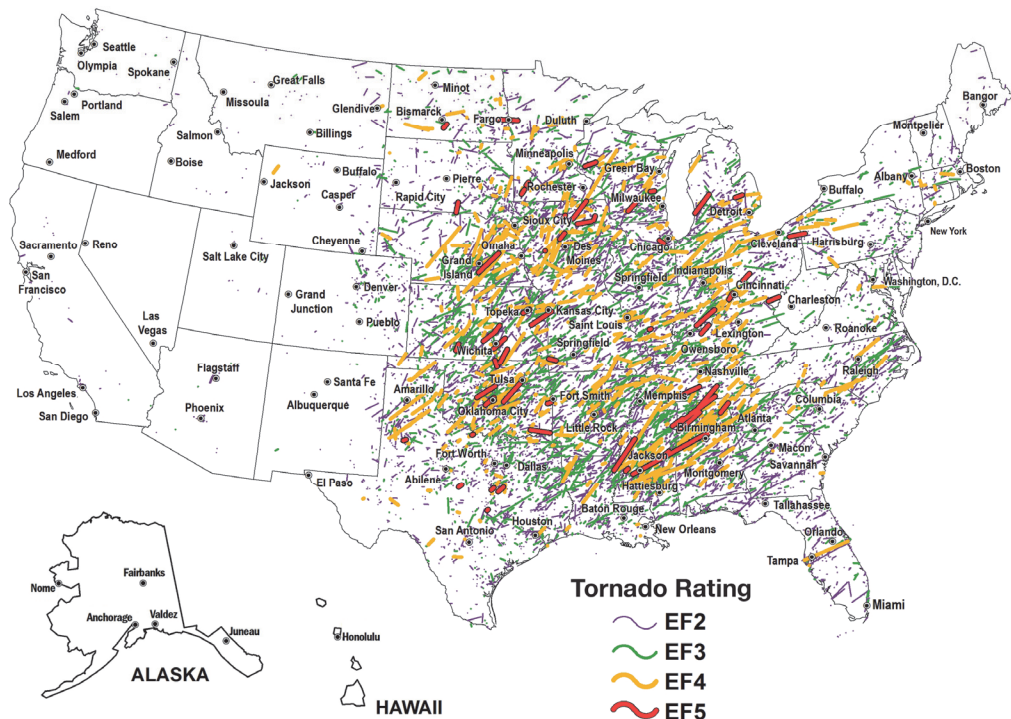 Seattle
Olympia
Spokane
Great Falls
Minot
Bangor
Portland
Salem
Missoula
Glendive
Bismarck
Fargo
Duluth
Montpelier
Salmon
Billings
Medford
Boise
Minneapolis
Green Bay
Albany
Boston
Buffalo
Jackson
Buffalo
Pierre
Rochester
Milwaukee
Casper
Rapid City
Detroit
New York
Sioux City
Sacramento
Reno
Cheyenne
Omaha
Des
Moines
Chicago
Cleveland
Harrisburg
Salt Lake City
Grand
Island
San
Francisco
Springfield
Indianapolis
Washington, D.C.
Grand
Junction
Denver
Cincinnati
Charleston
Las
Vegas
Pueblo
Topeka
Kansas City
Saint Louis
Lexington
Roanoke
Wichita
Springfield
Owensboro
Flagstaff
Santa Fe
Tulsa
Nashville
Raleigh
Los Angeles
Amarillo
Fort Smith
Memphis
Columbia
San Diego
Phoenix
Albuquerque
Oklahoma City
Little Rock
Birmingham
Atlanta
Fort Worth
Dallas
Jackson
Macon
Savannah
El Paso
Abilene
Hattiesburg
Montgomery
Baton Rouge
Tallahassee
San Antonio
Houston
New Orleans
Orlando
Tampa
Miami
Nome
Fairbanks
Anchorage
Valdez
Juneau
ALASKA
Honolulu
HAWAII
Tornado Rating
EF2
EF3
EF4
EF5